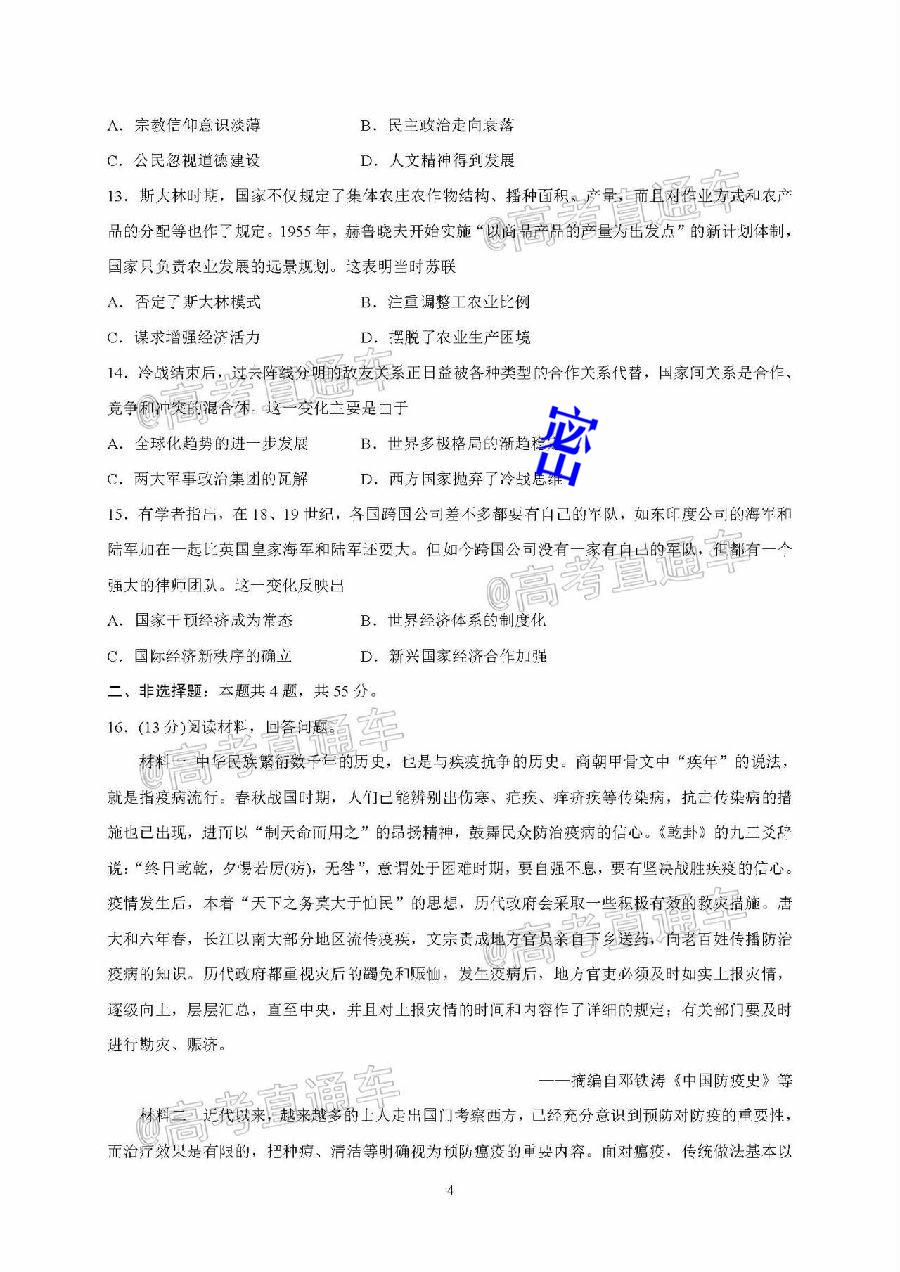 A．宗教信仰意识淡薄 B．民主政治走向衰落
C．公民忽视道德建设 D．人文精神得到发展
13．斯大林时期，国家不仅规定了集体农庄农作物结构、播种面积、产量，而且对作业方式和农产
品的分配等也作了规定。1955年，赫鲁晓夫开始实施“以商品产品的产量为出发点”的新计划体制，
国家只负责农业发展的远景规划。这表明当时苏联
A．否定了斯大林模式 B．注重调整工农业比例
C．谋求增强经济活力 D．摆脱了农业生产困境
14．冷战结束后，过去阵线分明的敌友关系正日益被各种类型的合作关系代替，国家间关系是合作、
竞争和冲突的混合体。这一变化主要是由于
A．全球化趋势的进一步发展 B．世界多极格局的渐趋稳定
C．两大军事政治集团的瓦解 D．西方国家抛弃了冷战思维
密出
15．有学者指出，在18、19世纪，各国跨国公司差不多都要有自己的军队，如东印度公司的海军和
陆军加在一起比英国皇家海军和陆军还要大。但如今跨国公司没有一家有自己的军队，但都有一个
强大的律师团队。这一变化反映出
A．国家干预经济成为常态 B．世界经济体系的制度化
C．国际经济新秩序的确立 D．新兴国家经济合作加强
二、非选择题：本题共4题，共55分。
16．(13分)阅读材料，回答问题。
材料一 中华民族繁衍数千年的历史，也是与疾疫抗争的历史。商朝甲骨文中“疾年”的说法，
就是指疫病流行。春秋战国时期，人们已能辨别出伤寒、疟疾、痒疥疾等传染病，抗击传染病的措
施也已出现，进而以“制天命而用之”的昂扬精神，鼓舞民众防治疫病的信心。《乾卦》的九三爻辞
说：“终日乾乾，夕惕若厉(疠)，无咎”，意谓处于困难时期，要自强不息，要有坚决战胜疾疫的信心。
疫情发生后，本着“天下之务莫大于恤民”的思想，历代政府会采取一些积极有效的救灾措施。唐
大和六年春，长江以南大部分地区流传疫疾，文宗责成地方官员亲自下乡送药，向老百姓传播防治
疫病的知识。历代政府都重视灾后的蠲免和赈恤，发生疫病后，地方官吏必须及时如实上报灾情，
逐级向上，层层汇总，直至中央，并且对上报灾情的时间和内容作了详细的规定；有关部门要及时
进行勘灾、赈济。
——摘编自邓铁涛《中国防疫史》等
材料二 近代以来，越来越多的士人走出国门考察西方，已经充分意识到预防对防疫的重要性，
而治疗效果是有限的，把种痘、清洁等明确视为预防瘟疫的重要内容。面对瘟疫，传统做法基本以
4
@高考直通车
@高考直通车
@高考直通车
@高考直通车
@高考直通车
@高考直通车